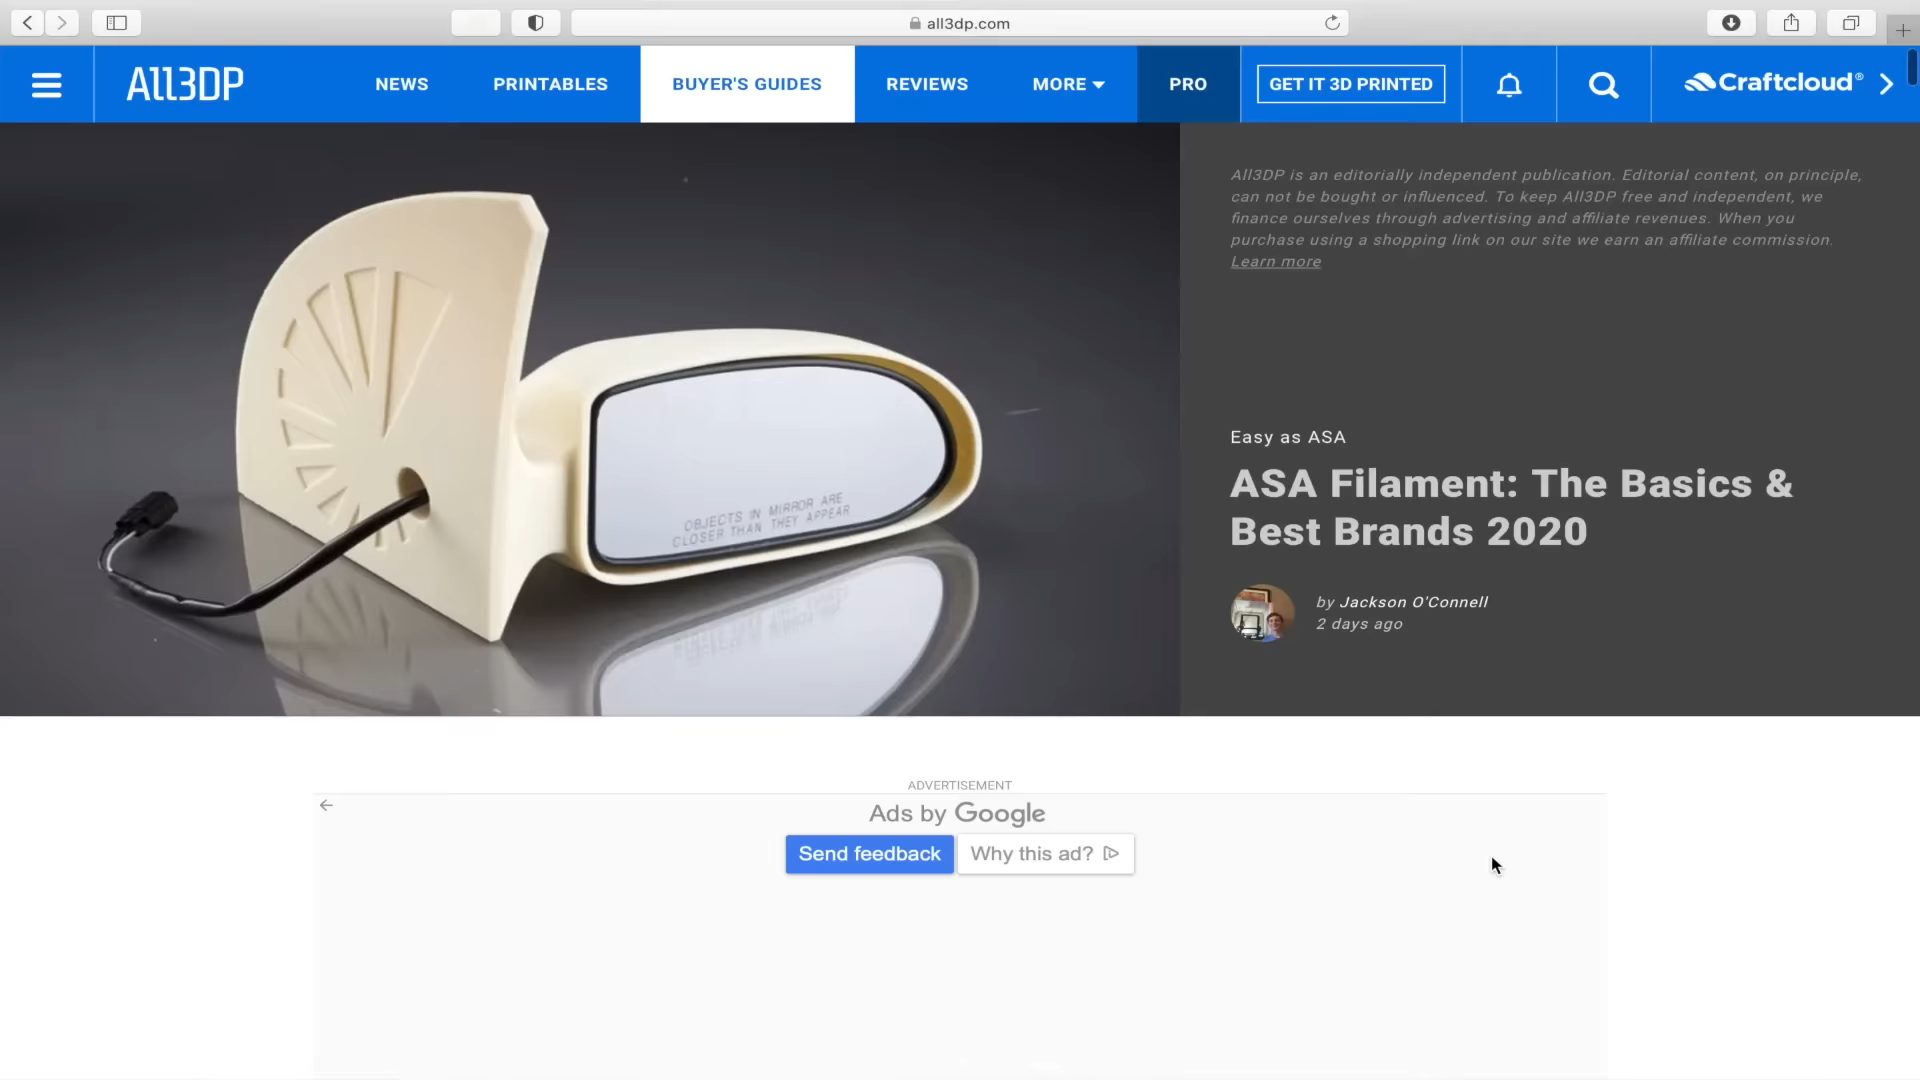 all3dp.com
ALL3DP
NEWS
PRINTABLES
BUYER'S GUIDES
REVIEWS
MORE
PRO
GET IT 3D PRINTED
Craftcloud®
All3DP is an editorially independent publication. Editorial content, on principle,
can not be bought or influenced. To keep All3DP free and independent, we
finance ourselves through advertising and affiliate revenues. When you
purchase using a shopping link on our site we earn an affiliate commission.
Learn more
OBJECTS IN MIRROR ARE
CLOSER THAN THEY APPEAR
Easy as ASA
ASA Filament: The Basics &
Best Brands 2020
by Jackson O'Connell
2 days ago
ADVERTISEMENT
Ads by Google
Send feedback
Why this ad?